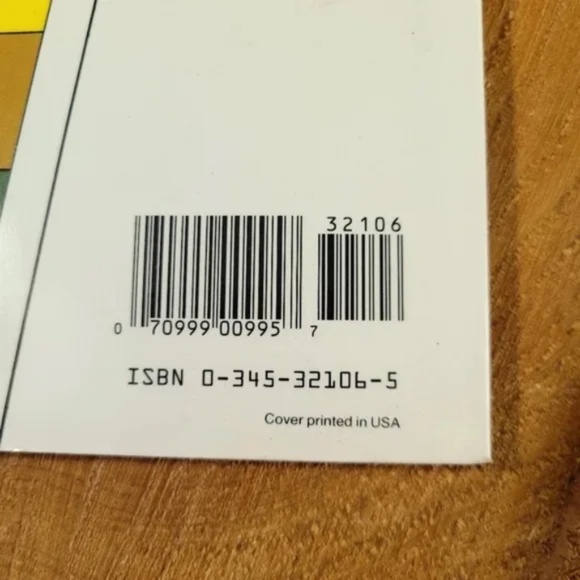 32106
0 70999 00995 7
ISBN 0-345-32106-5
Cover printed in USA